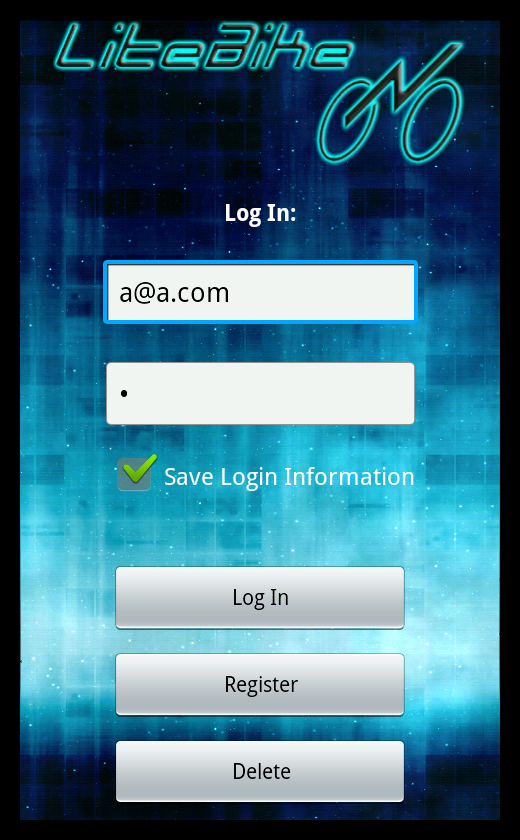 LiteBike
Log In:
a@a.com
•
Save Login Information
Log In
Register
Delete